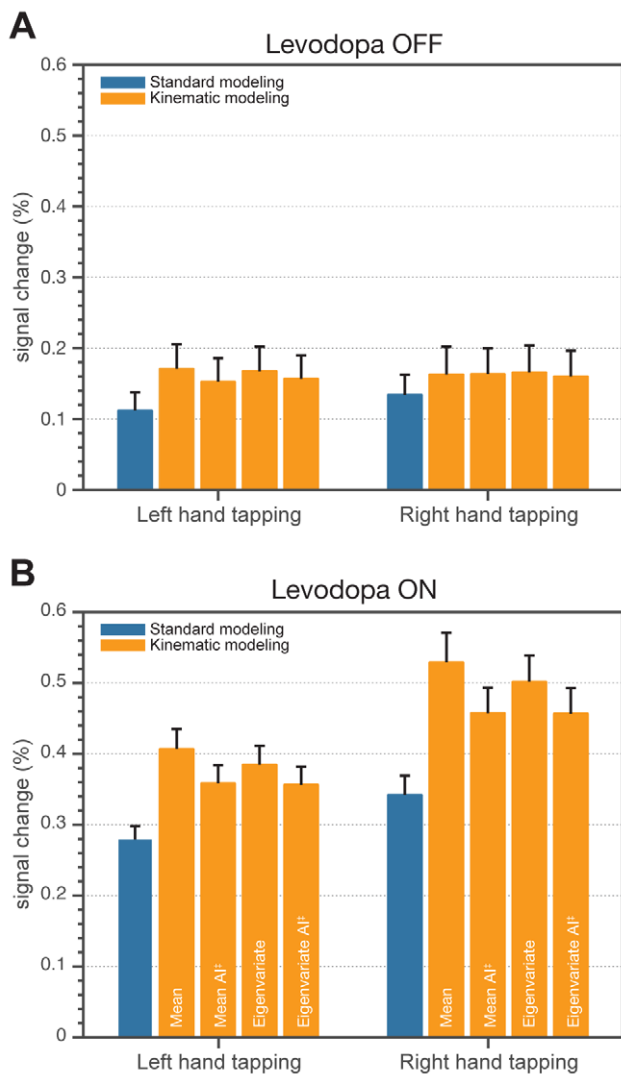 A
Levodopa OFF
0.6
Standard modeling
Kinematic modeling
0.5
0.4
signal change (%)
0.3
0.2
0.1
0
Left hand tapping
Right hand tapping
B
Levodopa ON
0.6
Standard modeling
Kinematic modeling
0.5
0.4
signal change (%)
0.3
0.2
0.1
0
Mean
Mean AI‡
Eigenvariate
Eigenvariate AI‡
Mean
Mean AI‡
Eigenvariate
Eigenvariate AI‡
Left hand tapping
Right hand tapping